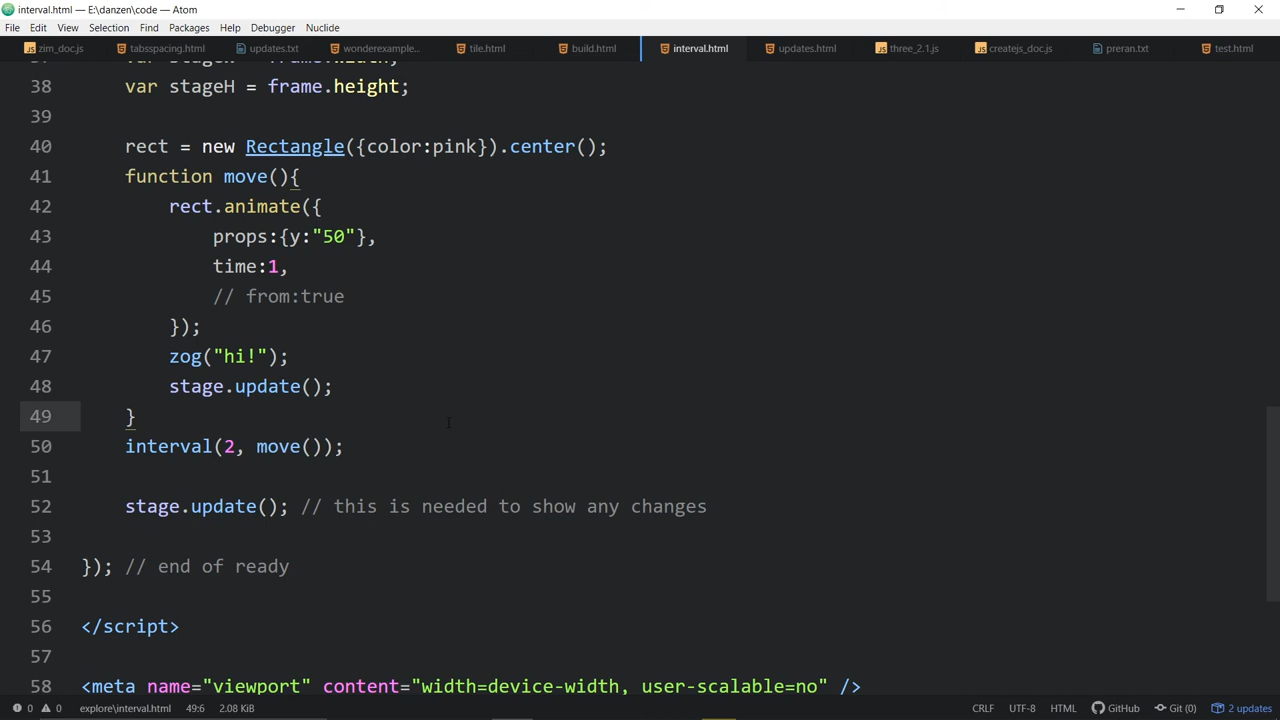 interval.html — E:\danzen\code — Atom
File Edit View Selection Find Packages Help Debugger Nuclide
zim_doc.js tabsspacing.html updates.txt wonderexample... tile.html build.html interval.html updates.html three_2.1.js createjs_doc.js preran.txt test.html
38 var stageH = frame.height;
39
40 rect = new Rectangle({color:pink}).center();
41 function move(){
42 rect.animate({
43 props:{y:"50"},
44 time:1,
45 // from:true
46 });
47 zog("hi!");
48 stage.update();
49 }
50 interval(2, move());
51
52 stage.update(); // this is needed to show any changes
53
54 }); // end of ready
55
56 </script>
57
58 <meta name="viewport" content="width=device-width, user-scalable=no" />
0 0 explore\interval.html 49:6 2.08 KiB CRLF UTF-8 HTML GitHub Git (0) 2 updates